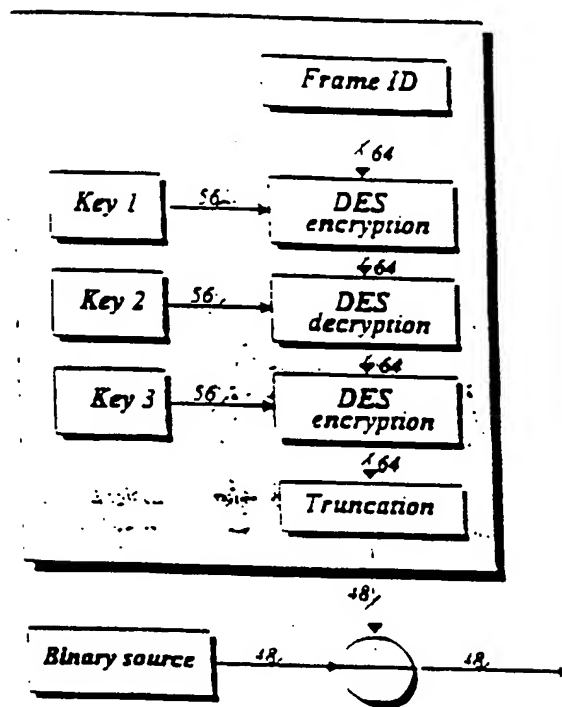 Frame ID
64
Key 1
56
DES
encryption
64
Key 2
56
DES
decryption
64
Key 3
56
DES
encryption
64
Truncation
48
Binary source
48
48